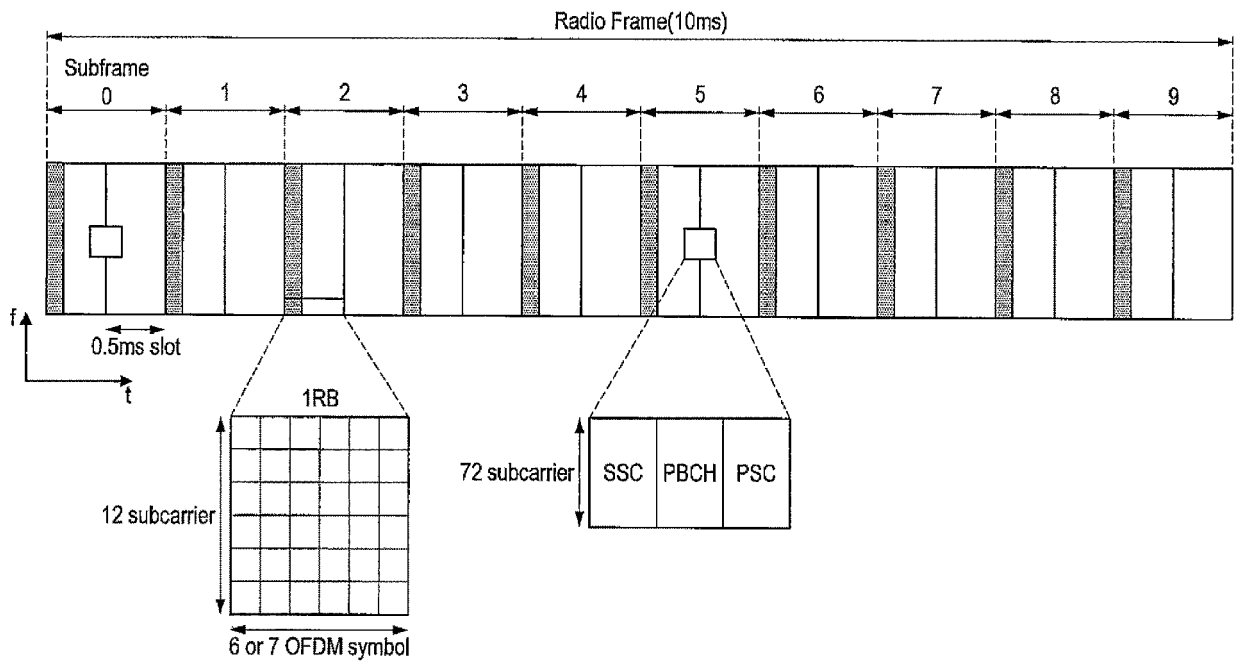 Radio Frame(10ms)
Subframe
0 1 2 3 4 5 6 7 8 9
f
0.5ms slot
t
1RB
72 subcarrier
SSC PBCH PSC
12 subcarrier
6 or 7 OFDM symbol